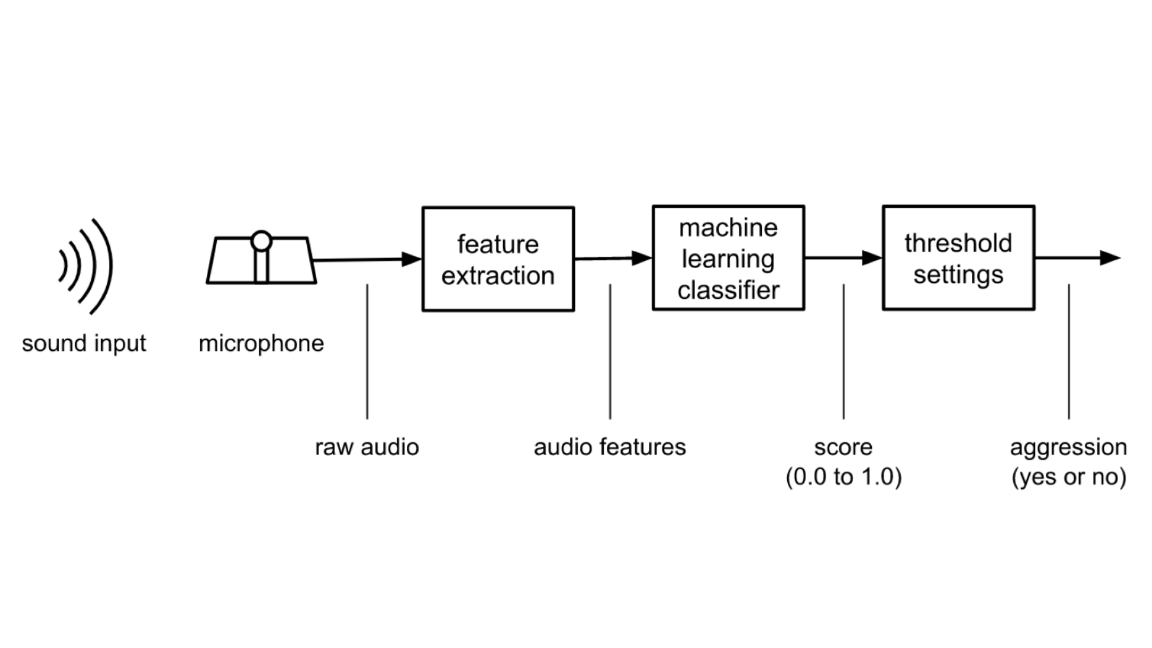 feature
extraction
machine
learning
classifier
threshold
settings
sound input
microphone
raw audio
audio features
score
(0.0 to 1.0)
aggression
(yes or no)